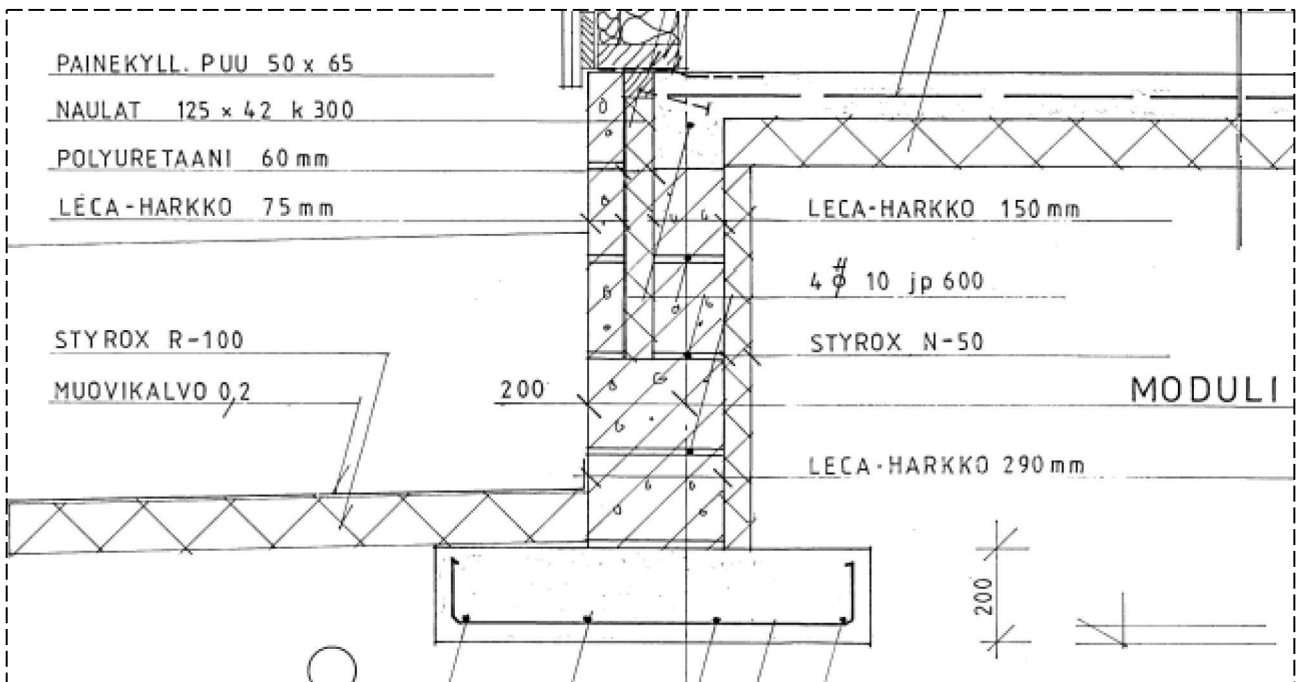 PAINEKYLL. PUU 50 x 65
NAULAT 125 x 42 k 300
POLYURETAANI 60 mm
LECA-HARKKO 75 mm
LECA-HARKKO 150 mm
4 ⌀ 10 jp 600
STYROX R-100
STYROX N-50
MUOVIKALVO 0,2
200
MODULI
LECA-HARKKO 290 mm
200